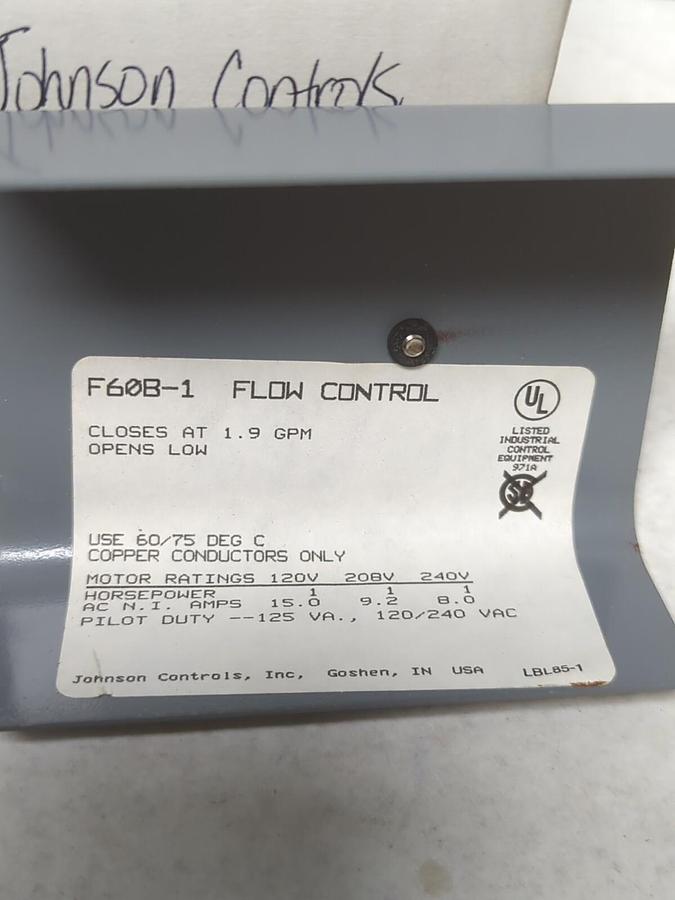 Johnson Controls
F60B-1 FLOW CONTROL
CLOSES AT 1.9 GPM
OPENS LOW
UL
LISTED
INDUSTRIAL
CONTROL
EQUIPMENT
971A
USE 60/75 DEG C
COPPER CONDUCTORS ONLY
MOTOR RATINGS 120V 208V 240V
HORSEPOWER 1 1 1
AC N.I. AMPS 15.0 9.2 8.0
PILOT DUTY --125 VA., 120/240 VAC
Johnson Controls, Inc, Goshen, IN USA LBL85-1